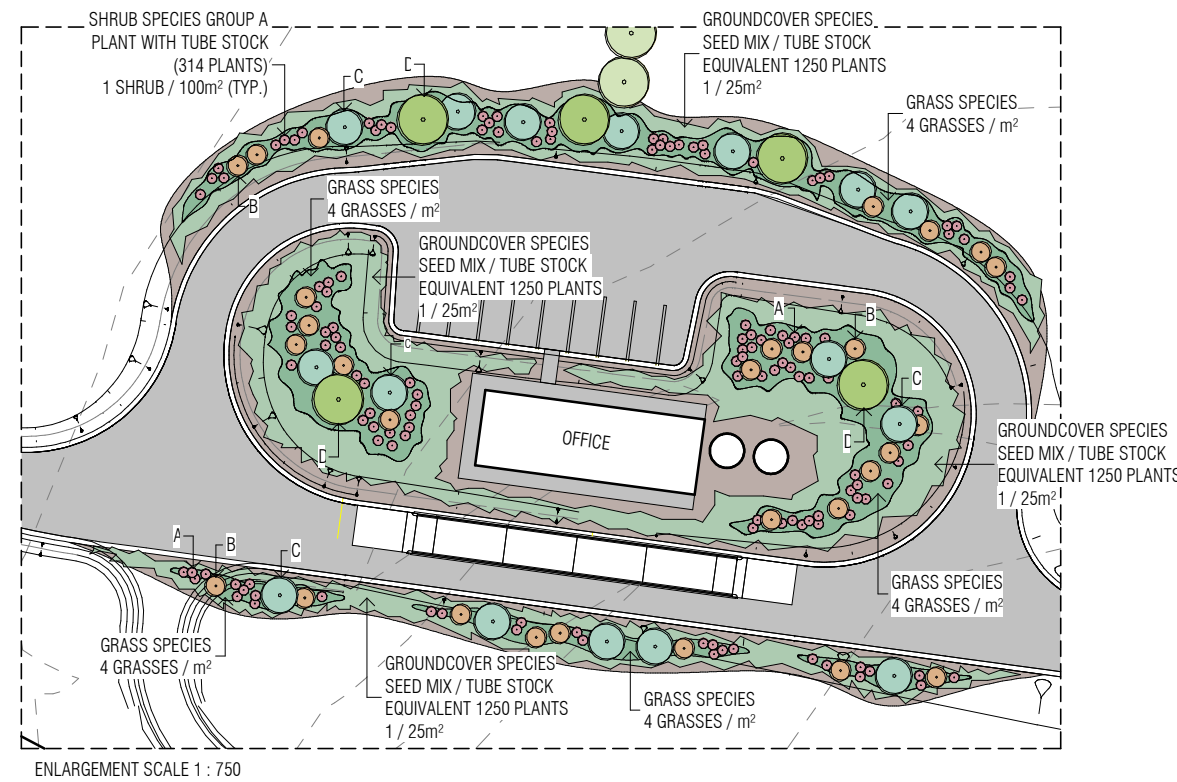 SHRUB SPECIES GROUP A
PLANT WITH TUBE STOCK
(314 PLANTS)
1 SHRUB / 100m² (TYP.)
C
D
GROUNDCOVER SPECIES
SEED MIX / TUBE STOCK
EQUIVALENT 1250 PLANTS
1 / 25m²
GRASS SPECIES
4 GRASSES / m²
B
GRASS SPECIES
4 GRASSES / m²
GROUNDCOVER SPECIES
SEED MIX / TUBE STOCK
EQUIVALENT 1250 PLANTS
1 / 25m²
A
B
C
C
D
D
OFFICE
GROUNDCOVER SPECIES
SEED MIX / TUBE STOCK
EQUIVALENT 1250 PLANTS
1 / 25m²
A
B
C
GRASS SPECIES
4 GRASSES / m²
GRASS SPECIES
4 GRASSES / m²
GROUNDCOVER SPECIES
SEED MIX / TUBE STOCK
EQUIVALENT 1250 PLANTS
1 / 25m²
GRASS SPECIES
4 GRASSES / m²
ENLARGEMENT SCALE 1 : 750